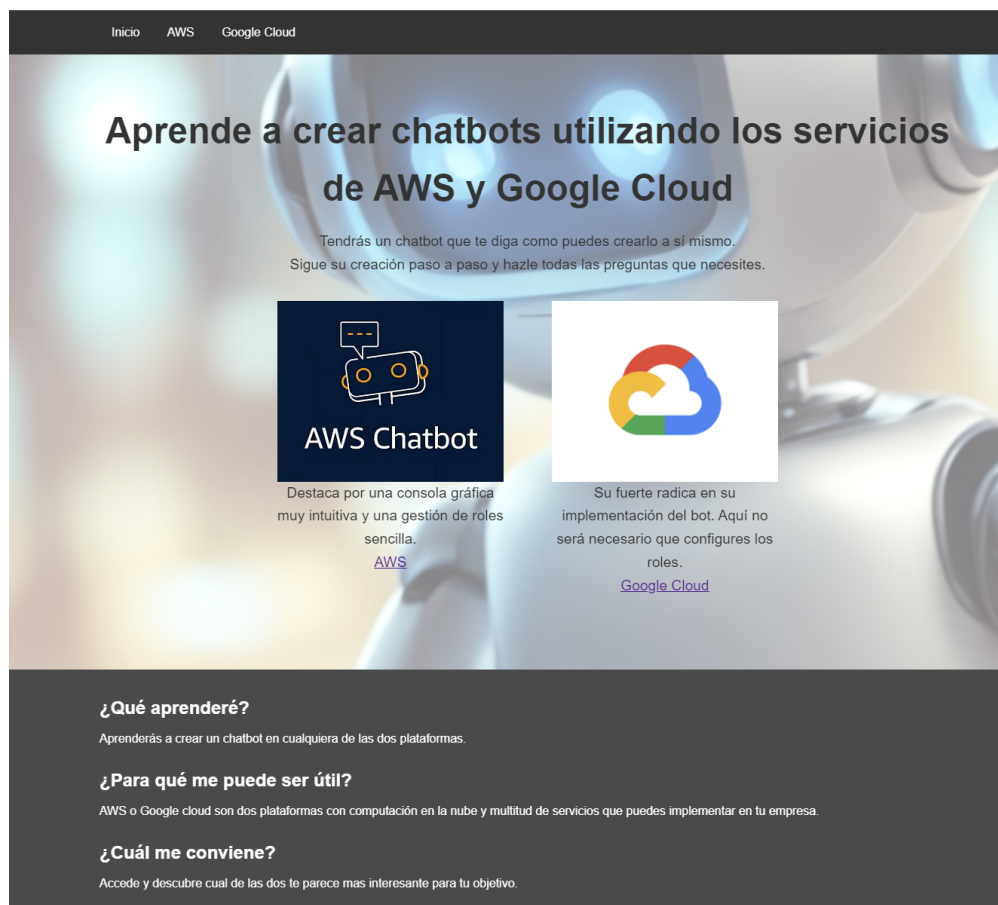 Inicio AWS Google Cloud
Aprende a crear chatbots utilizando los servicios
de AWS y Google Cloud
Tendrás un chatbot que te diga como puedes crearlo a sí mismo.
Sigue su creación paso a paso y hazle todas las preguntas que necesites.
AWS Chatbot
Destaca por una consola gráfica
muy intuitiva y una gestión de roles
sencilla.
AWS
Su fuerte radica en su
implementación del bot. Aquí no
será necesario que configures los
roles.
Google Cloud
¿Qué aprenderé?
Aprenderás a crear un chatbot en cualquiera de las dos plataformas.
¿Para qué me puede ser útil?
AWS o Google cloud son dos plataformas con computación en la nube y multitud de servicios que puedes implementar en tu empresa.
¿Cuál me conviene?
Accede y descubre cual de las dos te parece mas interesante para tu objetivo.